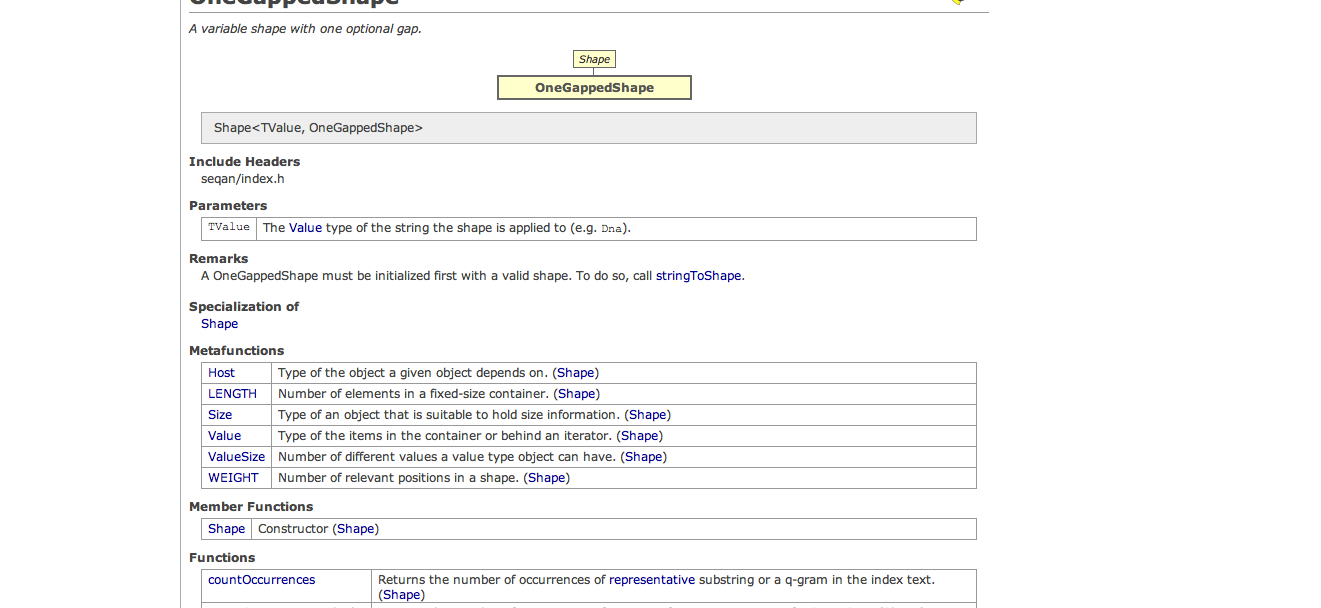 OneGappedShape
A variable shape with one optional gap.
Shape
OneGappedShape
Shape<TValue, OneGappedShape>
Include Headers
seqan/index.h
Parameters
TValue The Value type of the string the shape is applied to (e.g. Dna).
Remarks
A OneGappedShape must be initialized first with a valid shape. To do so, call stringToShape.
Specialization of
Shape
Metafunctions
Host Type of the object a given object depends on. (Shape)
LENGTH Number of elements in a fixed-size container. (Shape)
Size Type of an object that is suitable to hold size information. (Shape)
Value Type of the items in the container or behind an iterator. (Shape)
ValueSize Number of different values a value type object can have. (Shape)
WEIGHT Number of relevant positions in a shape. (Shape)
Member Functions
Shape Constructor (Shape)
Functions
countOccurrences Returns the number of occurrences of representative substring or a q-gram in the index text.
(Shape)